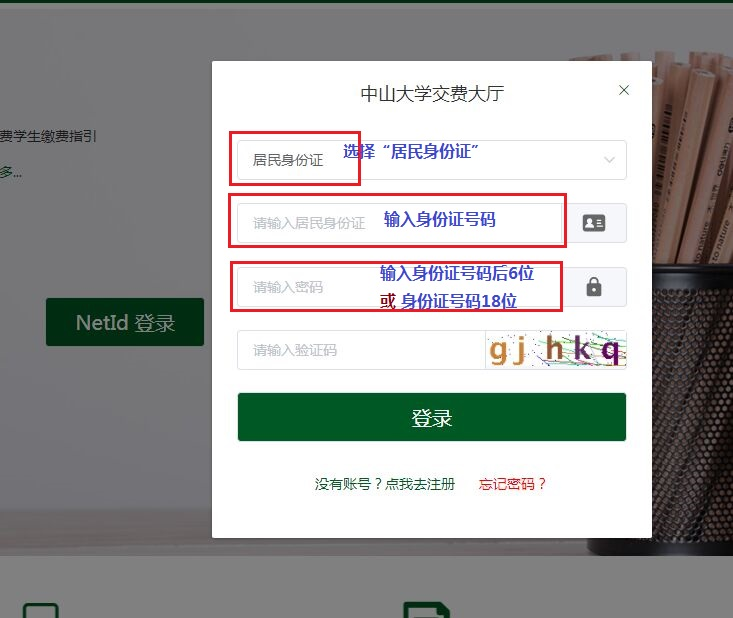 中山大学交费大厅
费学生缴费指引
多...
居民身份证
选择“居民身份证”
请输入居民身份证
输入身份证号码
请输入密码
输入身份证号码后6位
或 身份证号码18位
NetId 登录
请输入验证码
gjhkq
登录
没有账号？点我去注册 忘记密码？